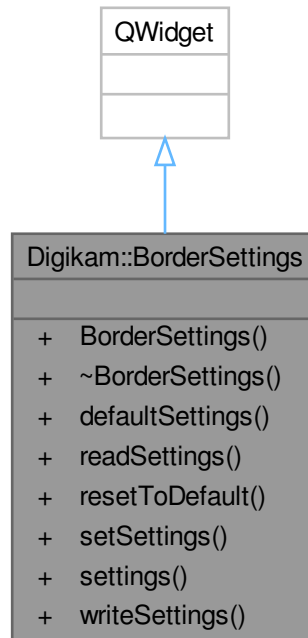 QWidget
Digikam::BorderSettings
+ BorderSettings()
+ ~BorderSettings()
+ defaultSettings()
+ readSettings()
+ resetToDefault()
+ setSettings()
+ settings()
+ writeSettings()